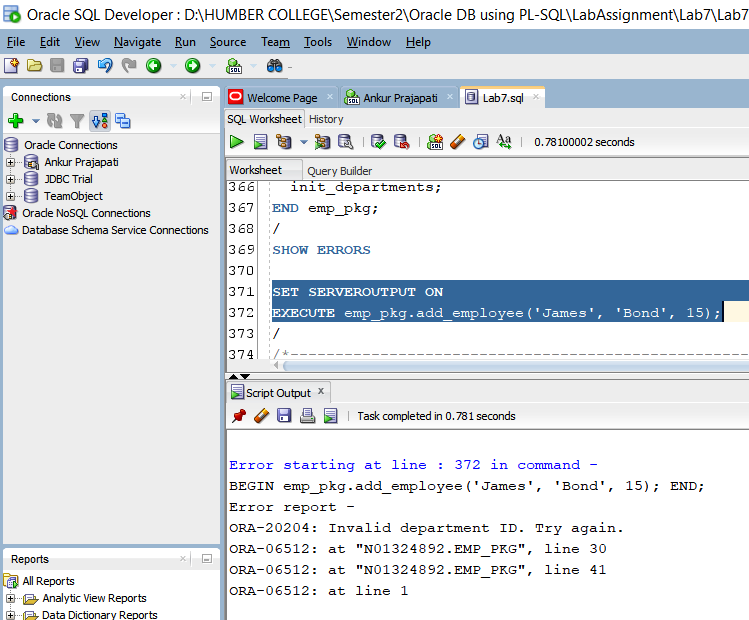 Oracle SQL Developer : D:\HUMBER COLLEGE\Semester2\Oracle DB using PL-SQL\LabAssignment\Lab7\Lab7
File Edit View Navigate Run Source Team Tools Window Help
SQL
Connections
Welcome Page
Ankur Prajapati
Lab7.sql
SQL Worksheet History
Oracle Connections
Ankur Prajapati
JDBC Trial
TeamObject
Oracle NoSQL Connections
Database Schema Service Connections
SQL
Aa
0.78100002 seconds
Worksheet Query Builder
366 init_departments;
367 END emp_pkg;
368 /
369 SHOW ERRORS
370
371 SET SERVEROUTPUT ON
372 EXECUTE emp_pkg.add_employee('James', 'Bond', 15);
373 /
374 /*-----------------------------------------------------
Script Output x
Task completed in 0.781 seconds
Error starting at line : 372 in command -
BEGIN emp_pkg.add_employee('James', 'Bond', 15); END;
Error report -
ORA-20204: Invalid department ID. Try again.
ORA-06512: at "N01324892.EMP_PKG", line 30
ORA-06512: at "N01324892.EMP_PKG", line 41
ORA-06512: at line 1
Reports
All Reports
Analytic View Reports
Data Dictionary Reports